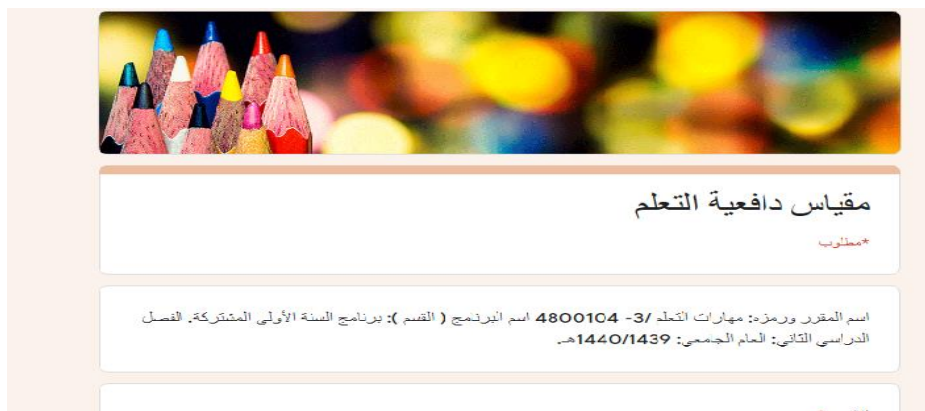 مقياس دافعية التعلم
*مطلوب
اسم المقرر ورمزه: مهارات التعلم /3- 4800104 اسم البرنامج ( القسم ): برنامج السنة الأولى المشتركة. الفصل
الدراسي الثاني: العام الجامعي: 1440/1439هـ.